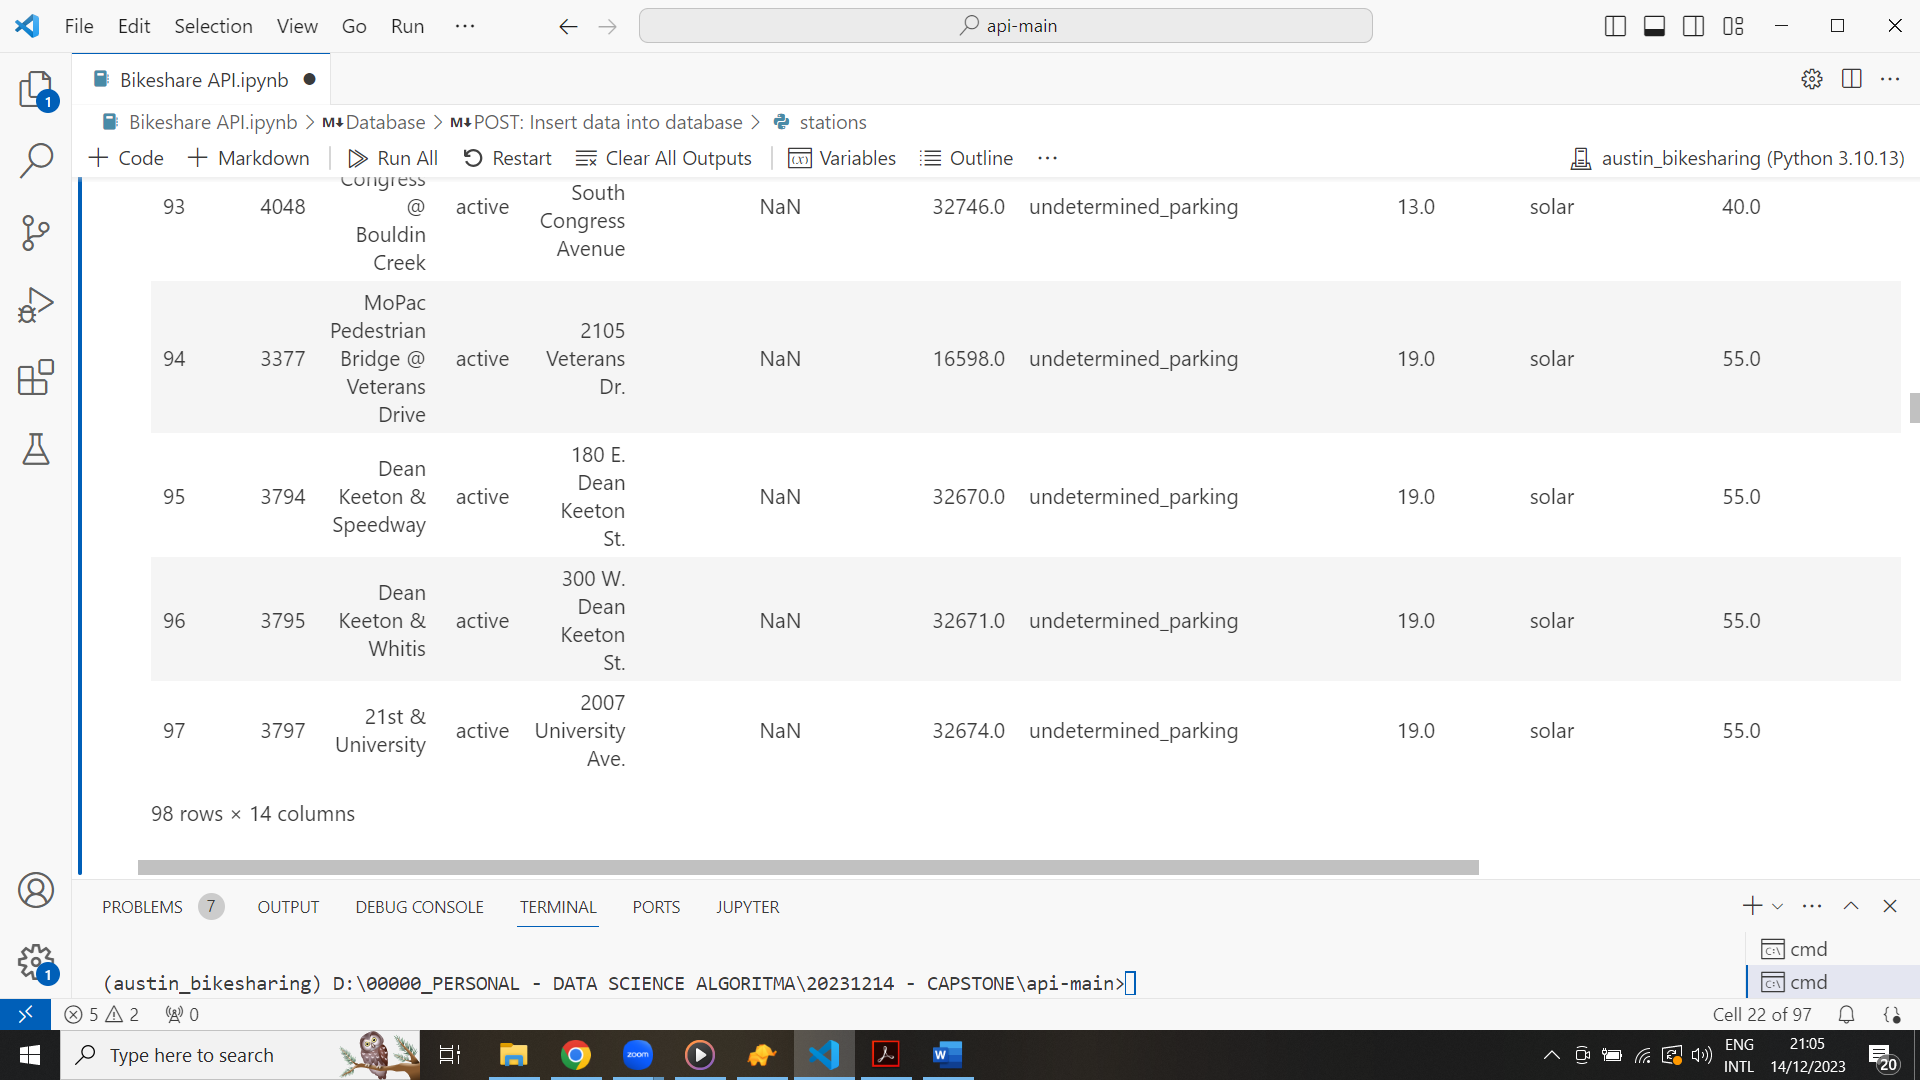 File Edit Selection View Go Run ···
api-main
Bikeshare API.ipynb
Bikeshare API.ipynb > M↓Database > M↓POST: Insert data into database > stations
Code Markdown Run All Restart Clear All Outputs Variables Outline ···
austin_bikesharing (Python 3.10.13)
93 4048 Congress @ Bouldin Creek active South Congress Avenue NaN 32746.0 undetermined_parking 13.0 solar 40.0
94 3377 MoPac Pedestrian Bridge @ Veterans Drive active 2105 Veterans Dr. NaN 16598.0 undetermined_parking 19.0 solar 55.0
95 3794 Dean Keeton & Speedway active 180 E. Dean Keeton St. NaN 32670.0 undetermined_parking 19.0 solar 55.0
96 3795 Dean Keeton & Whitis active 300 W. Dean Keeton St. NaN 32671.0 undetermined_parking 19.0 solar 55.0
97 3797 21st & University active 2007 University Ave. NaN 32674.0 undetermined_parking 19.0 solar 55.0
98 rows × 14 columns
PROBLEMS 7 OUTPUT DEBUG CONSOLE TERMINAL PORTS JUPYTER
cmd
(austin_bikesharing) D:\00000_PERSONAL - DATA SCIENCE ALGORITMA\20231214 - CAPSTONE\api-main>
cmd
1
1
5 2 0
Cell 22 of 97
Type here to search
zoom
ENG
INTL
21:05
14/12/2023
20